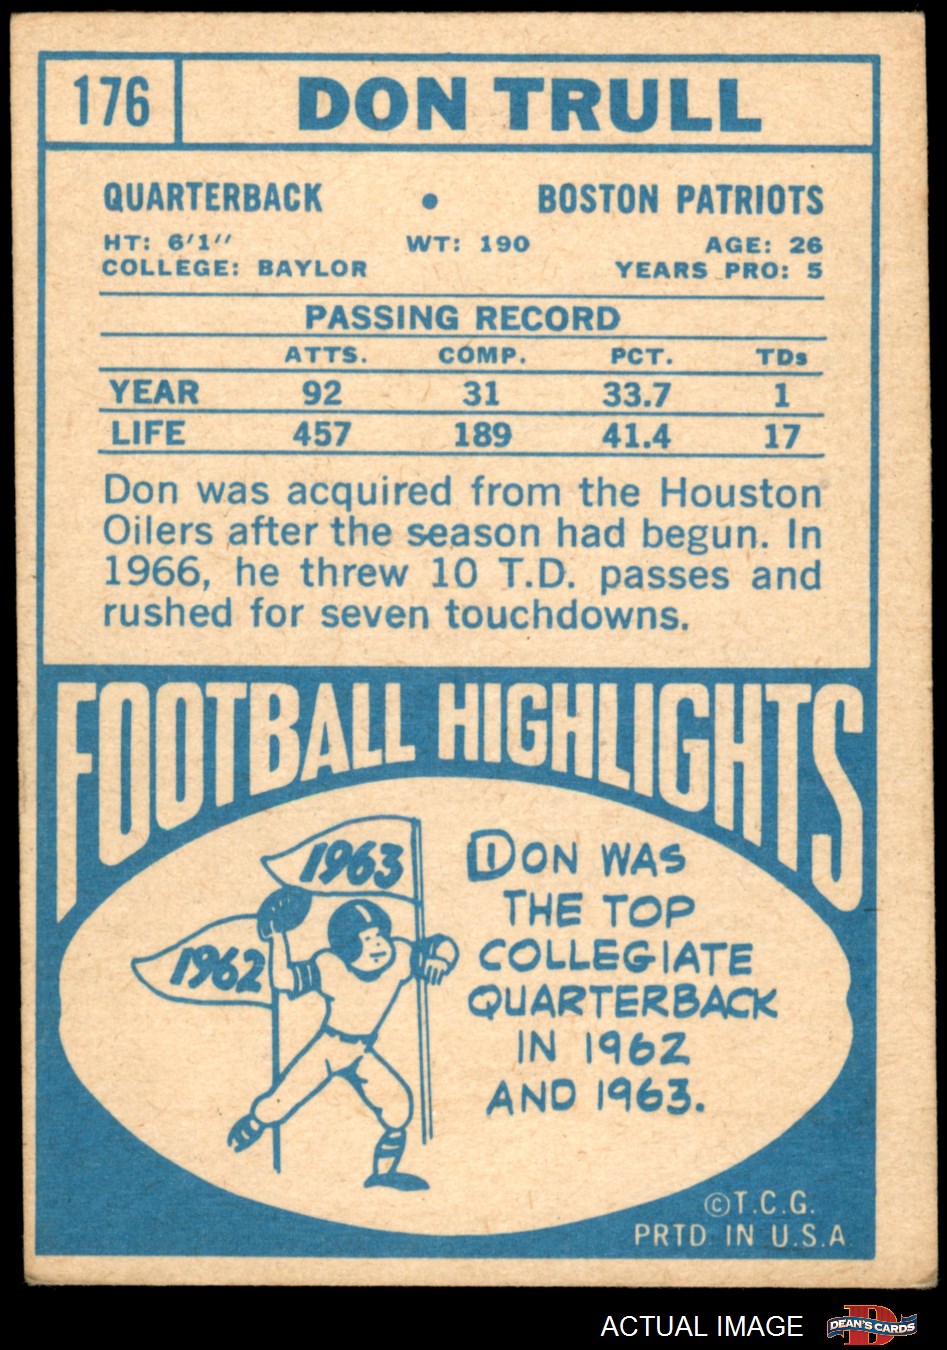 176 DON TRULL
QUARTERBACK • BOSTON PATRIOTS
HT: 6'1" WT: 190 AGE: 26
COLLEGE: BAYLOR YEARS PRO: 5
PASSING RECORD
ATTS. COMP. PCT. TDs
YEAR 92 31 33.7 1
LIFE 457 189 41.4 17
Don was acquired from the Houston
Oilers after the season had begun. In
1966, he threw 10 T.D. passes and
rushed for seven touchdowns.
FOOTBALL HIGHLIGHTS
1963
1962
DON WAS
THE TOP
COLLEGIATE
QUARTERBACK
IN 1962
AND 1963.
©T.C.G.
PRTD. IN U.S.A.
ACTUAL IMAGE
D
DEAN'S CARDS